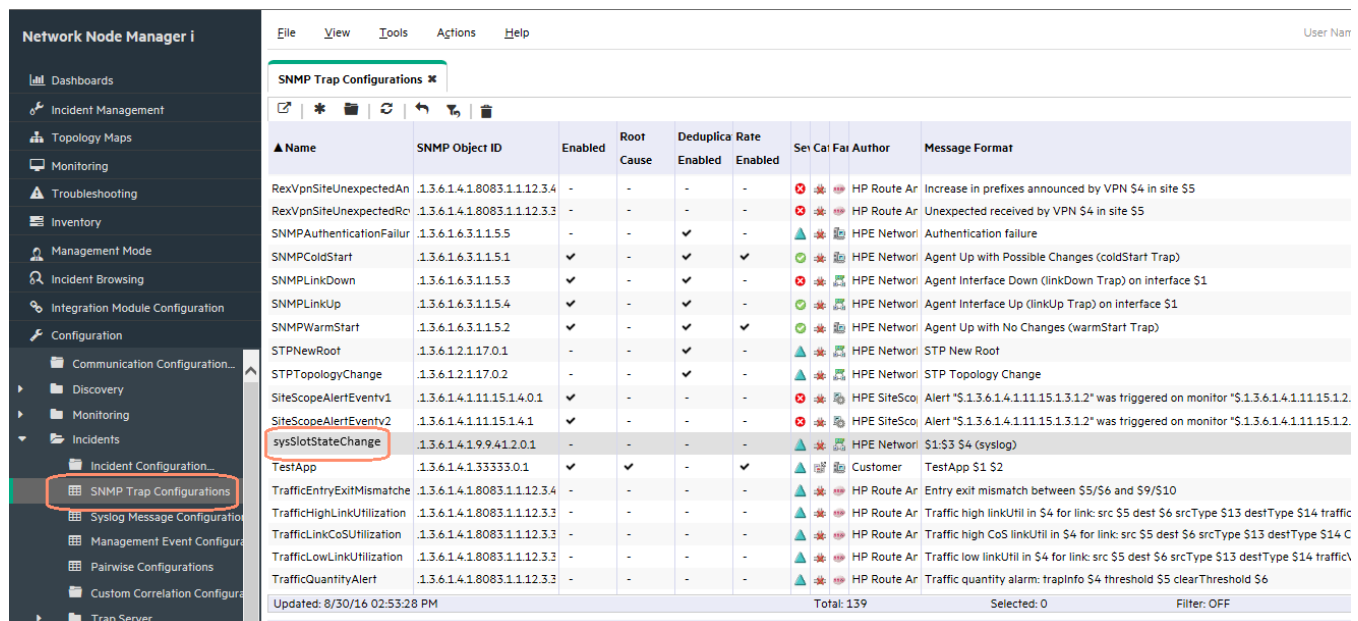 Network Node Manager i
File View Tools Actions Help User Nam
SNMP Trap Configurations
Dashboards
Incident Management
Topology Maps
Monitoring
Troubleshooting
Inventory
Management Mode
Incident Browsing
Integration Module Configuration
Configuration
Communication Configuration...
Discovery
Monitoring
Incidents
Incident Configuration...
SNMP Trap Configurations
Syslog Message Configuration
Management Event Configura
Pairwise Configurations
Custom Correlation Configura
Trap Server
Name SNMP Object ID Enabled Root Cause Deduplica Enabled Rate Enabled Sev Cat Far Author Message Format
RexVpnSiteUnexpectedAn .1.3.6.1.4.1.8083.1.1.12.3.4 - - - - HP Route Ar Increase in prefixes announced by VPN $4 in site $5
RexVpnSiteUnexpectedRcv .1.3.6.1.4.1.8083.1.1.12.3.3 - - - - HP Route Ar Unexpected received by VPN $4 in site $5
SNMPAuthenticationFailur .1.3.6.1.6.3.1.1.5.5 - - ✔ - HPE Networl Authentication failure
SNMPColdStart .1.3.6.1.6.3.1.1.5.1 ✔ - ✔ ✔ HPE Networl Agent Up with Possible Changes (coldStart Trap)
SNMPLinkDown .1.3.6.1.6.3.1.1.5.3 ✔ - ✔ - HPE Networl Agent Interface Down (linkDown Trap) on interface $1
SNMPLinkUp .1.3.6.1.6.3.1.1.5.4 ✔ - ✔ - HPE Networl Agent Interface Up (linkUp Trap) on interface $1
SNMPWarmStart .1.3.6.1.6.3.1.1.5.2 ✔ - ✔ ✔ HPE Networl Agent Up with No Changes (warmStart Trap)
STPNewRoot .1.3.6.1.2.1.17.0.1 - - ✔ - HPE Networl STP New Root
STPTopologyChange .1.3.6.1.2.1.17.0.2 - - ✔ - HPE Networl STP Topology Change
SiteScopeAlertEventv1 .1.3.6.1.4.1.11.15.1.4.0.1 ✔ - - - HPE SiteScop Alert "$.1.3.6.1.4.1.11.15.1.3.1.2" was triggered on monitor "$.1.3.6.1.4.1.11.15.1.2.
SiteScopeAlertEventv2 .1.3.6.1.4.1.11.15.1.4.1 ✔ - - - HPE SiteScop Alert "$.1.3.6.1.4.1.11.15.1.3.1.2" was triggered on monitor "$.1.3.6.1.4.1.11.15.1.2.
sysSlotStateChange .1.3.6.1.4.1.9.9.41.2.0.1 - - - - HPE Networl $1:$3 $4 (syslog)
TestApp .1.3.6.1.4.1.33333.0.1 ✔ ✔ - ✔ Customer TestApp $1 $2
TrafficEntryExitMismatche .1.3.6.1.4.1.8083.1.1.12.3.4 - - - - HP Route Ar Entry exit mismatch between $5/$6 and $9/$10
TrafficHighLinkUtilization .1.3.6.1.4.1.8083.1.1.12.3.3 - - - - HP Route Ar Traffic high linkUtil in $4 for link: src $5 dest $6 srcType $13 destType $14 traffic
TrafficLinkCoSUtilization .1.3.6.1.4.1.8083.1.1.12.3.3 - - - - HP Route Ar Traffic high CoS linkUtil in $4 for link: src $5 dest $6 srcType $13 destType $14 C
TrafficLowLinkUtilization .1.3.6.1.4.1.8083.1.1.12.3.3 - - - - HP Route Ar Traffic low linkUtil in $4 for link: src $5 dest $6 srcType $13 destType $14 trafficV
TrafficQuantityAlert .1.3.6.1.4.1.8083.1.1.12.3.3 - - - - HP Route Ar Traffic quantity alarm: trapInfo $4 threshold $5 clearThreshold $6
Updated: 8/30/16 02:53:28 PM Total: 139 Selected: 0 Filter: OFF